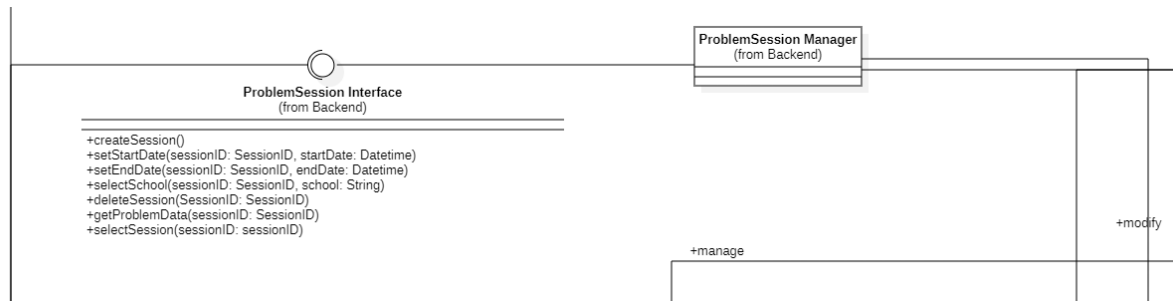 ProblemSession Manager
(from Backend)
ProblemSession Interface
(from Backend)
+createSession()
+setStartDate(sessionID: SessionID, startDate: Datetime)
+setEndDate(sessionID: SessionID, endDate: Datetime)
+selectSchool(sessionID: SessionID, school: String)
+deleteSession(SessionID: SessionID)
+getProblemData(sessionID: SessionID)
+selectSession(sessionID: sessionID)
+modify
+manage